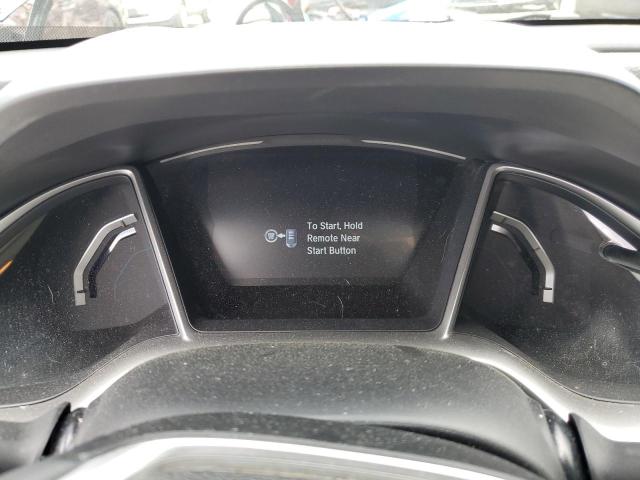 To Start, Hold
Remote Near
Start Button